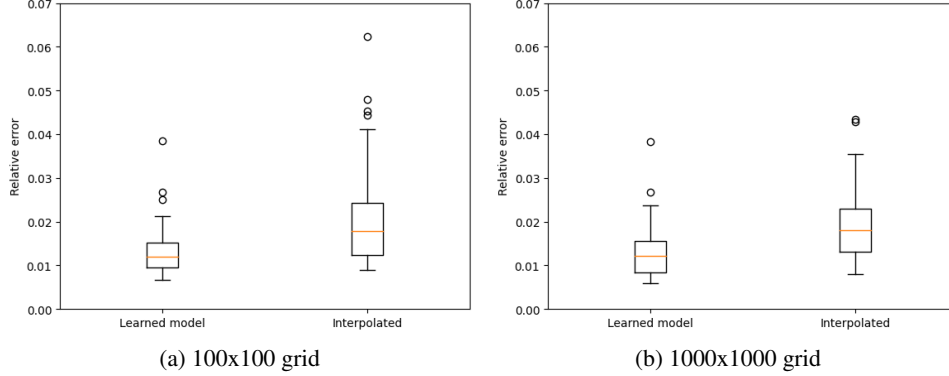 0.07
0.06
0.05
0.04
0.03
0.02
0.01
0.00
Relative error
Learned model
Interpolated
(a) 100x100 grid
0.07
0.06
0.05
0.04
0.03
0.02
0.01
0.00
Relative error
Learned model
Interpolated
(b) 1000x1000 grid